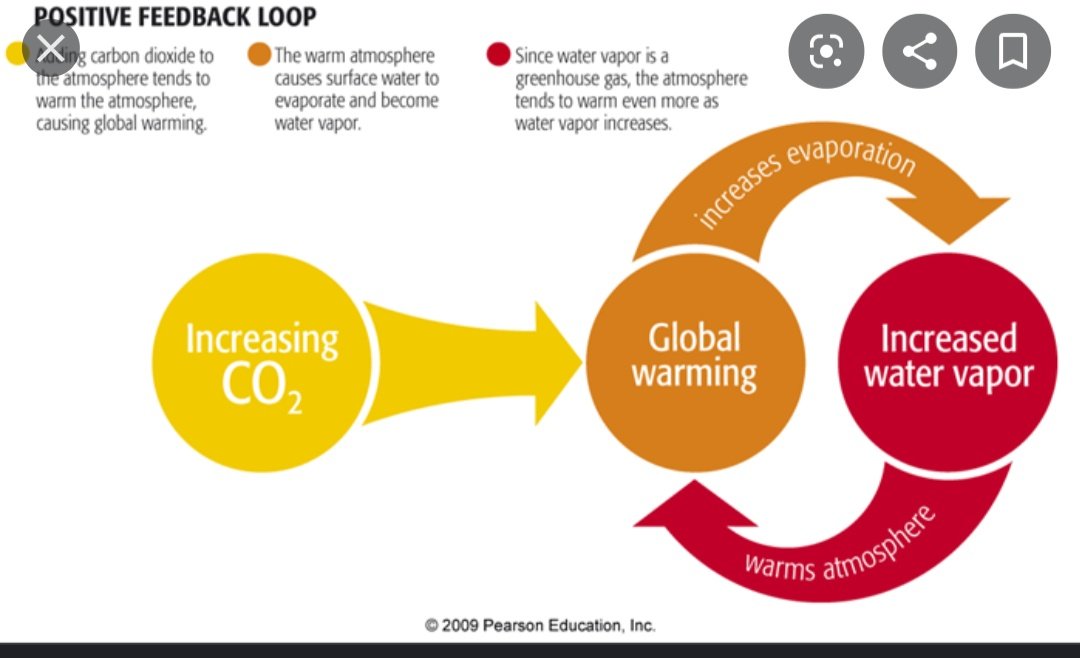 POSITIVE FEEDBACK LOOP
Adding carbon dioxide to
the atmosphere tends to
warm the atmosphere,
causing global warming.
The warm atmosphere
causes surface water to
evaporate and become
water vapor.
Since water vapor is a
greenhouse gas, the atmosphere
tends to warm even more as
water vapor increases.
increases evaporation
Increasing
CO₂
Global
warming
Increased
water vapor
warms atmosphere
© 2009 Pearson Education, Inc.